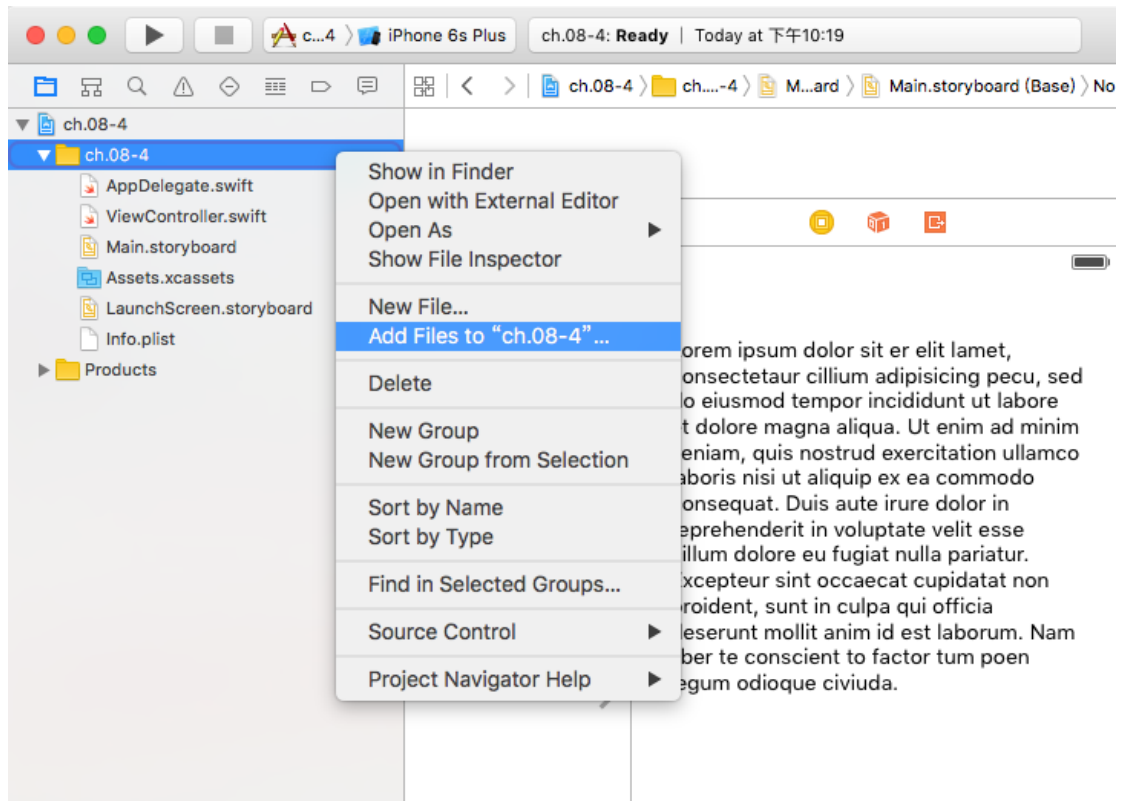 c...4 〉 iPhone 6s Plus
ch.08-4: Ready | Today at 下午10:19
ch.08-4 〉 ch....-4 〉 M...ard 〉 Main.storyboard (Base) 〉 No
ch.08-4
ch.08-4
AppDelegate.swift
ViewController.swift
Main.storyboard
Assets.xcassets
LaunchScreen.storyboard
Info.plist
Products
Show in Finder
Open with External Editor
Open As
Show File Inspector
New File...
Add Files to “ch.08-4”...
Delete
New Group
New Group from Selection
Sort by Name
Sort by Type
Find in Selected Groups...
Source Control
Project Navigator Help
orem ipsum dolor sit er elit lamet,
onsectetaur cillium adipisicing pecu, sed
o eiusmod tempor incididunt ut labore
t dolore magna aliqua. Ut enim ad minim
eniam, quis nostrud exercitation ullamco
aboris nisi ut aliquip ex ea commodo
onsequat. Duis aute irure dolor in
eprehenderit in voluptate velit esse
illum dolore eu fugiat nulla pariatur.
xcepteur sint occaecat cupidatat non
roident, sunt in culpa qui officia
eserunt mollit anim id est laborum. Nam
ber te conscient to factor tum poen
egum odioque civiuda.